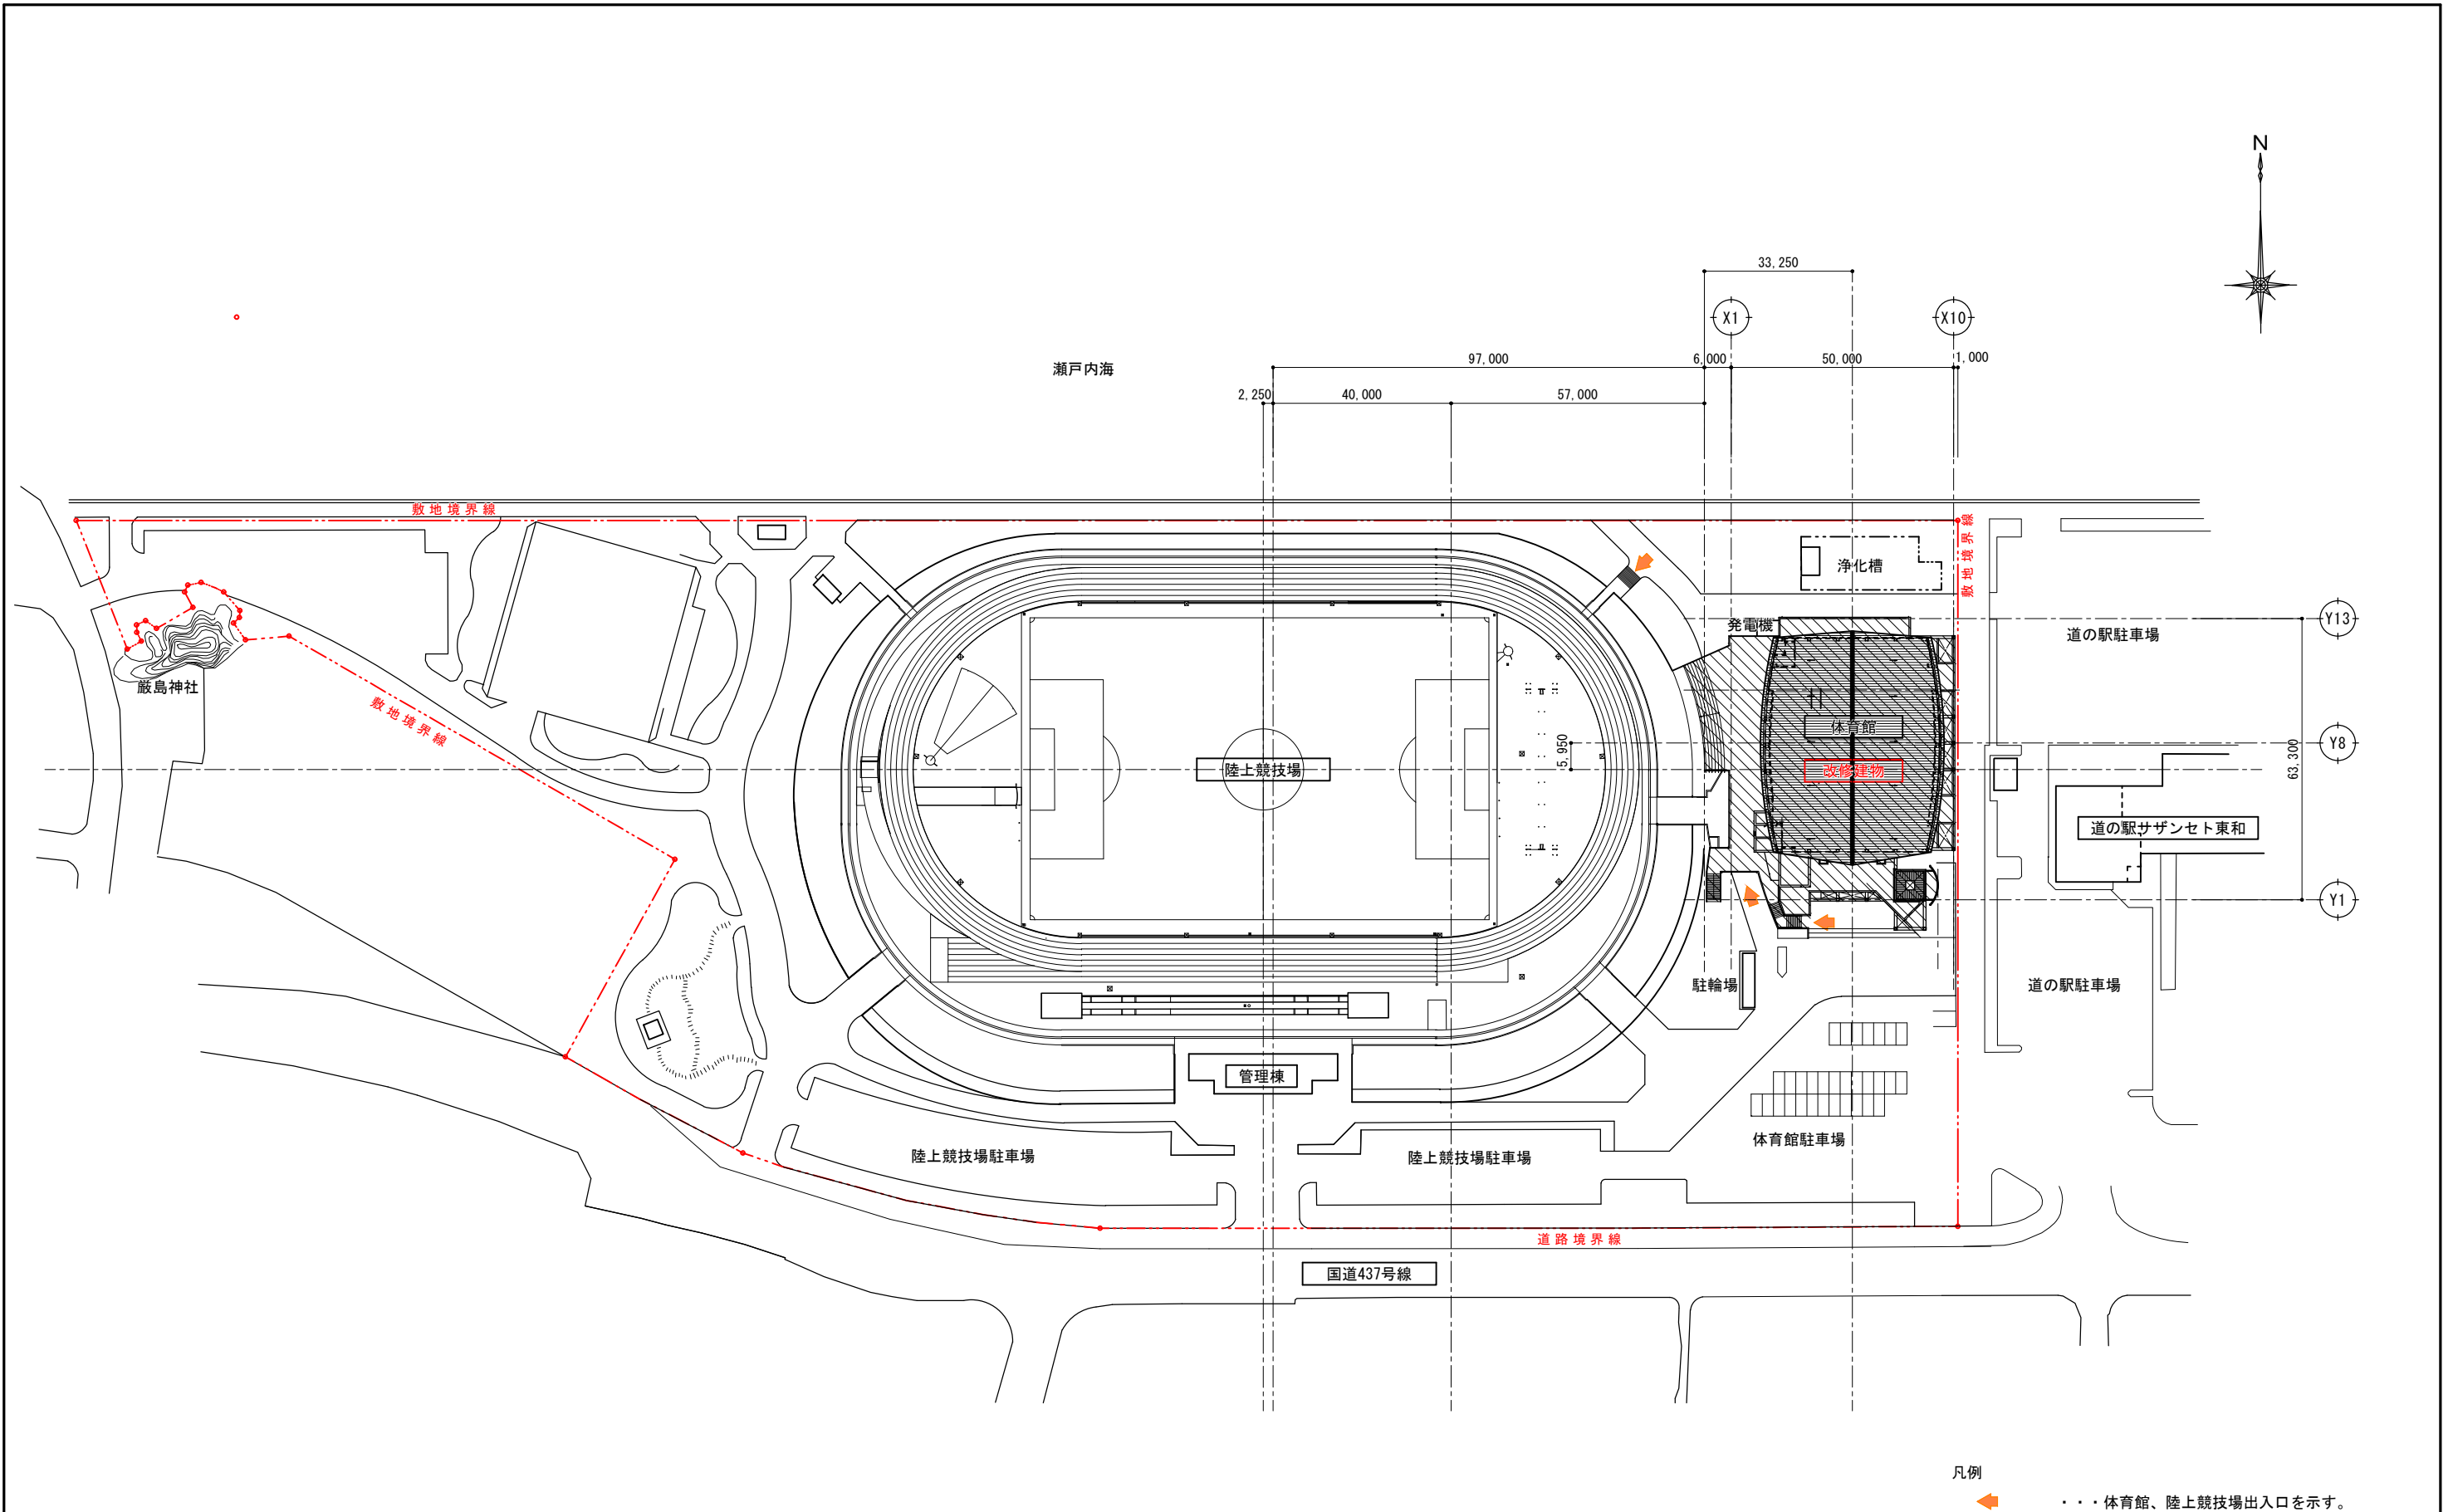 N
33,250
X1
X10
瀬戸内海
97,000
6,000
50,000
1,000
2,250
40,000
57,000
敷地境界線
敷地境界線
浄化槽
発電機
Y13
道の駅駐車場
厳島神社
敷地境界線
体育館
5,950
Y8
陸上競技場
改修建物
63,300
道の駅サザンセト東和
Y1
駐輪場
道の駅駐車場
管理棟
体育館駐車場
陸上競技場駐車場
陸上競技場駐車場
道路境界線
国道437号線
凡例
・・・体育館、陸上競技場出入口を示す。